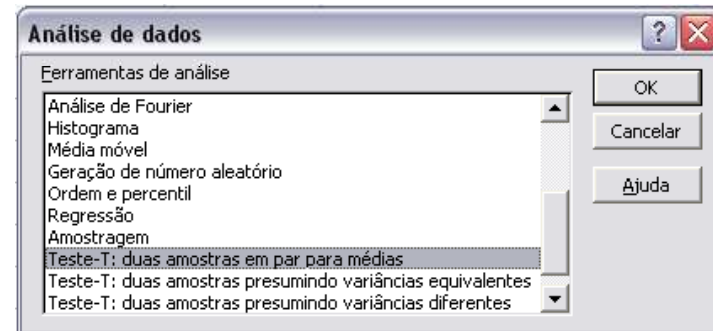 Análise de dados
Ferramentas de análise
Análise de Fourier
Histograma
Média móvel
Geração de número aleatório
Ordem e percentil
Regressão
Amostragem
Teste-T: duas amostras em par para médias
Teste-T: duas amostras presumindo variâncias equivalentes
Teste-T: duas amostras presumindo variâncias diferentes
OK
Cancelar
Ajuda